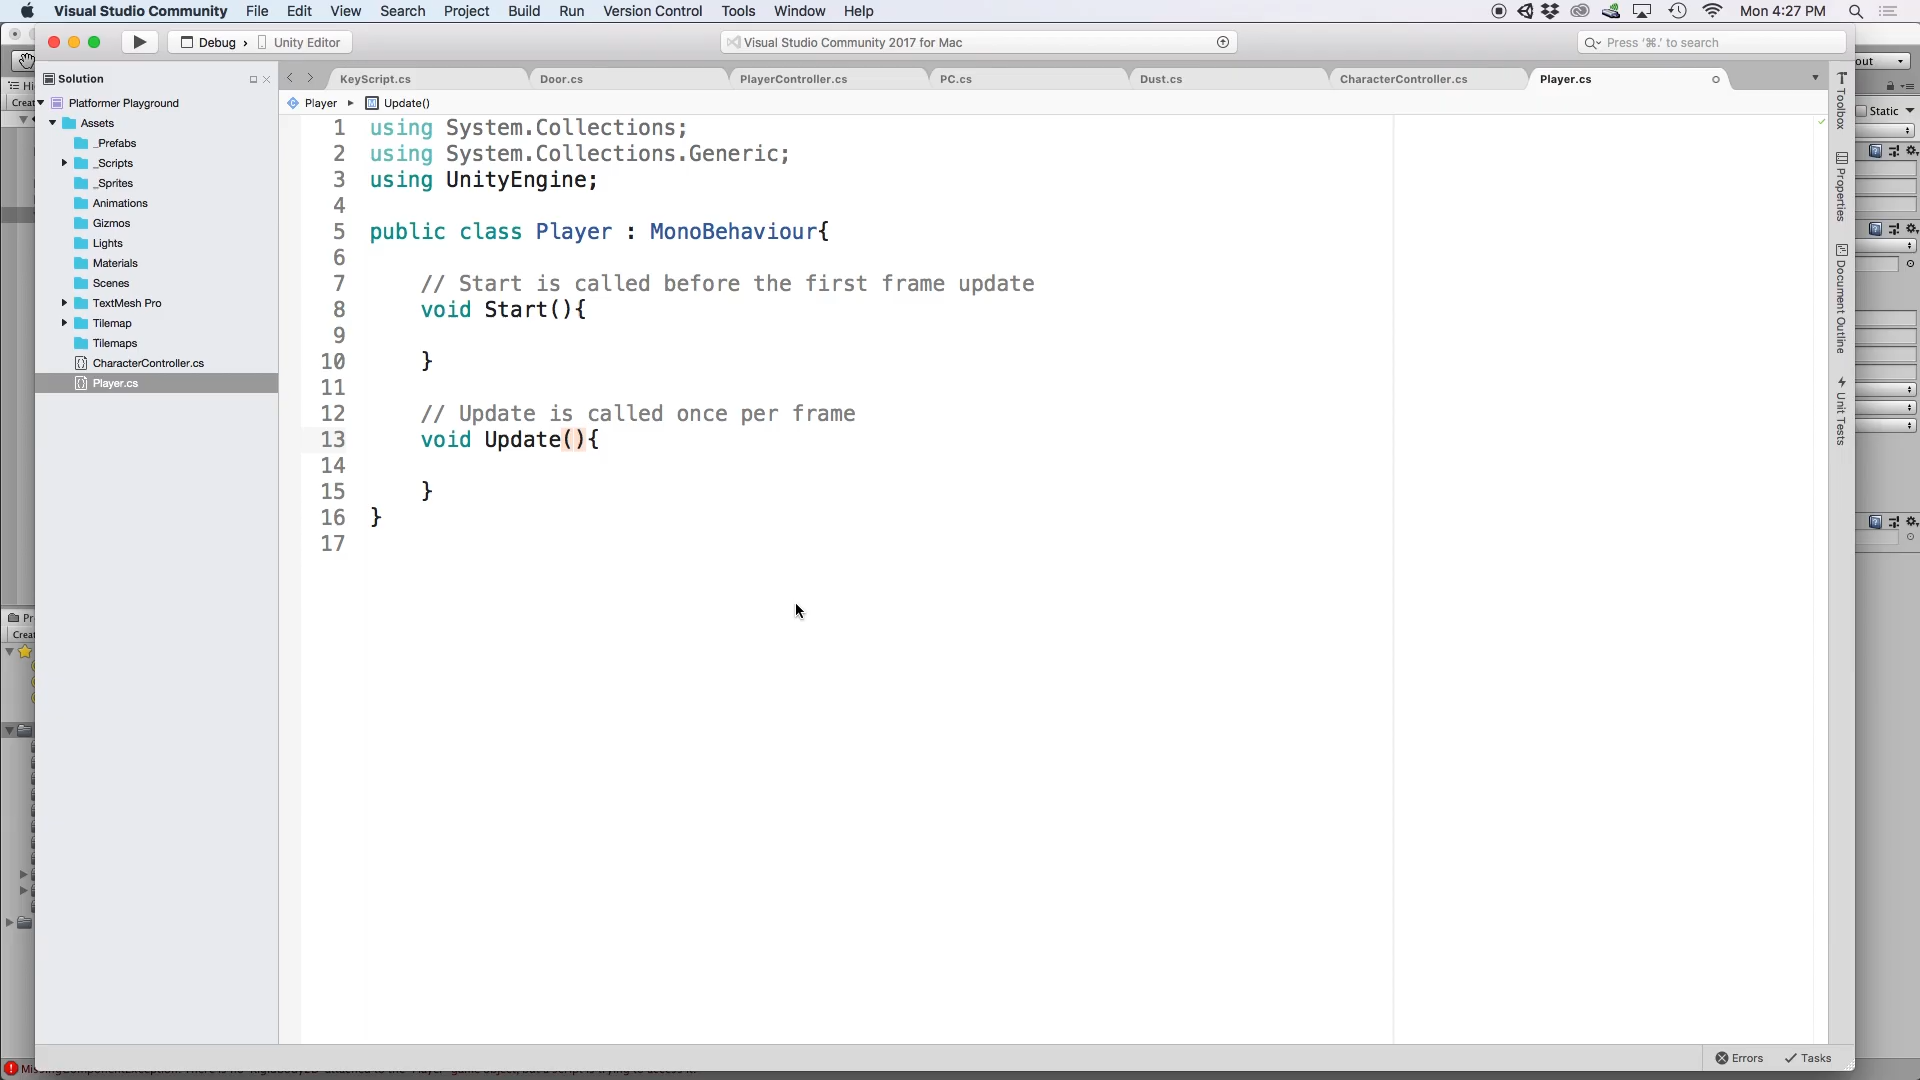 Visual Studio Community File Edit View Search Project Build Run Version Control Tools Window Help Mon 4:27 PM
Debug › Unity Editor
Visual Studio Community 2017 for Mac
Press '⌘.' to search
out
Solution
KeyScript.cs Door.cs PlayerController.cs PC.cs Dust.cs CharacterController.cs Player.cs
Player ▸ Update()
Platformer Playground
Assets
_Prefabs
_Scripts
_Sprites
Animations
Gizmos
Lights
Materials
Scenes
TextMesh Pro
Tilemap
Tilemaps
CharacterController.cs
Player.cs
1 using System.Collections;
2 using System.Collections.Generic;
3 using UnityEngine;
4
5 public class Player : MonoBehaviour{
6
7 // Start is called before the first frame update
8 void Start(){
9
10 }
11
12 // Update is called once per frame
13 void Update(){
14
15 }
16 }
17
Toolbox
Properties
Document Outline
Unit Tests
Static
Hi
Creat
Pr
Creat
Errors Tasks